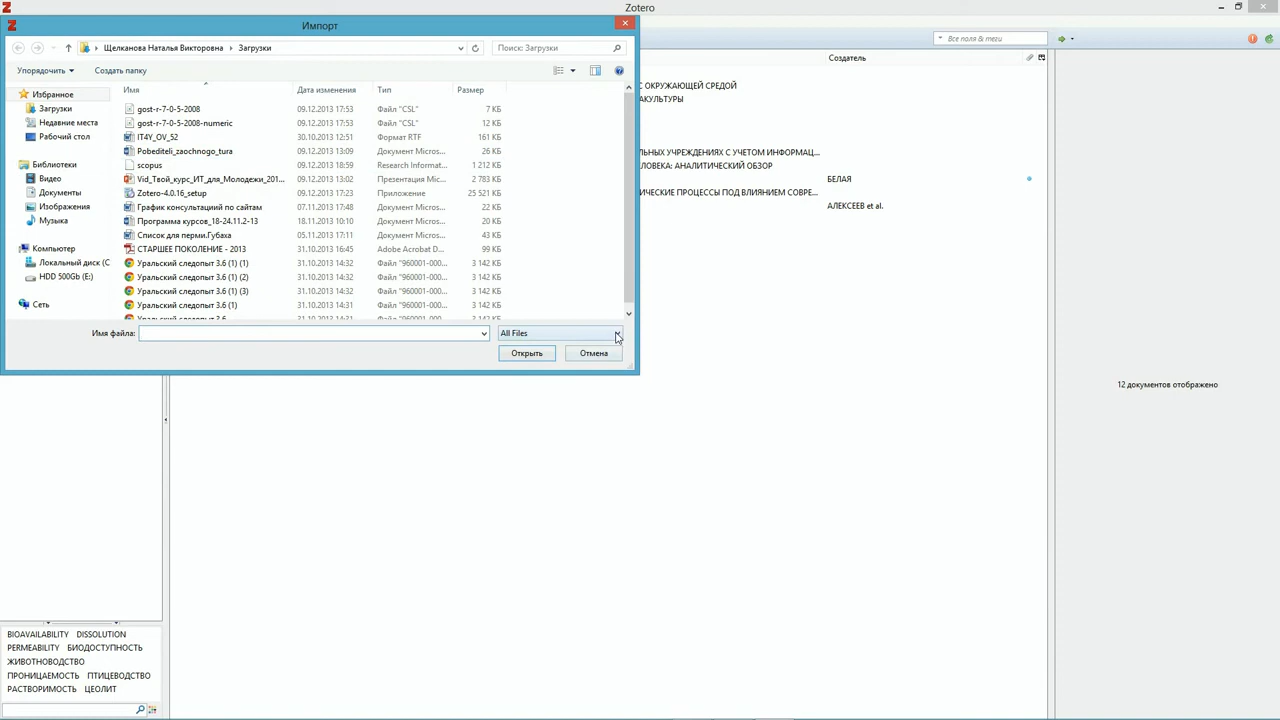 Zotero
Импорт
Щелканова Наталья Викторовна
Загрузки
Поиск: Загрузки
Все поля & теги
Упорядочить
Создать папку
Создатель
Имя
Дата изменения
Тип
Размер
Избранное
Загрузки
Недавние места
Рабочий стол
Библиотеки
Видео
Документы
Изображения
Музыка
Компьютер
Локальный диск (C
HDD 500Gb (E:)
Сеть
gost-r-7-0-5-2008 09.12.2013 17:53 Файл "CSL" 7 КБ
gost-r-7-0-5-2008-numeric 09.12.2013 17:53 Файл "CSL" 12 КБ
IT4Y_OV_52 30.10.2013 12:51 Формат RTF 161 КБ
Pobediteli_zaochnogo_tura 09.12.2013 13:09 Документ Micros... 26 КБ
scopus 09.12.2013 18:59 Research Informat... 1 212 КБ
Vid_Твой_курс_ИТ_для_Молодежи_201... 09.12.2013 13:02 Презентация Mic... 2 783 КБ
Zotero-4.0.16_setup 09.12.2013 17:23 Приложение 25 521 КБ
График консультациий по сайтам 07.11.2013 17:48 Документ Micros... 22 КБ
Программа курсов_18-24.11.2-13 18.11.2013 10:10 Документ Micros... 20 КБ
Список для перми.Губаха 05.11.2013 17:11 Документ Micros... 43 КБ
СТАРШЕЕ ПОКОЛЕНИЕ - 2013 31.10.2013 16:45 Adobe Acrobat D... 99 КБ
Уральский следопыт 3.6 (1) (1) 31.10.2013 14:32 Файл "960001-000... 3 142 КБ
Уральский следопыт 3.6 (1) (2) 31.10.2013 14:32 Файл "960001-000... 3 142 КБ
Уральский следопыт 3.6 (1) (3) 31.10.2013 14:32 Файл "960001-000... 3 142 КБ
Уральский следопыт 3.6 (1) 31.10.2013 14:31 Файл "960001-000... 3 142 КБ
Имя файла:
All Files
Открыть
Отмена
С ОКРУЖАЮЩЕЙ СРЕДОЙ
АКУЛЬТУРЫ
ЛЬНЫХ УЧРЕЖДЕНИЯХ С УЧЕТОМ ИНФОРМАЦ...
ЛОВЕКА: АНАЛИТИЧЕСКИЙ ОБЗОР
БЕЛАЯ
ИЧЕСКИЕ ПРОЦЕССЫ ПОД ВЛИЯНИЕМ СОВРЕ...
АЛЕКСЕЕВ et al.
12 документов отображено
BIOAVAILABILITY DISSOLUTION
PERMEABILITY БИОДОСТУПНОСТЬ
ЖИВОТНОВОДСТВО
ПРОНИЦАЕМОСТЬ ПТИЦЕВОДСТВО
РАСТВОРИМОСТЬ ЦЕОЛИТ